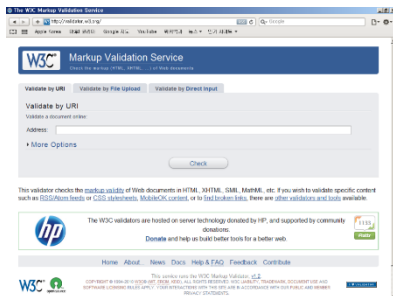 The W3C Markup Validation Service
http://validator.w3.org/
Google
Apple Korea
YouTube
W3C
Markup Validation Service
Check the markup (HTML, XHTML, …) of Web documents
Validate by URI
Validate by File Upload
Validate by Direct Input
Validate by URI
Validate a document online:
Address:
More Options
Check
This validator checks the markup validity of Web documents in HTML, XHTML, SMIL, MathML, etc. If you wish to validate specific content
such as RSS/Atom feeds or CSS stylesheets, MobileOK content, or to find broken links, there are other validators and tools available.
hp
The W3C validators are hosted on server technology donated by HP, and supported by community
donations.
Donate and help us build better tools for a better web
Home About... News Docs Help & FAQ Feedback Contribute
This service runs the W3C Markup Validator, v1.2
W3C